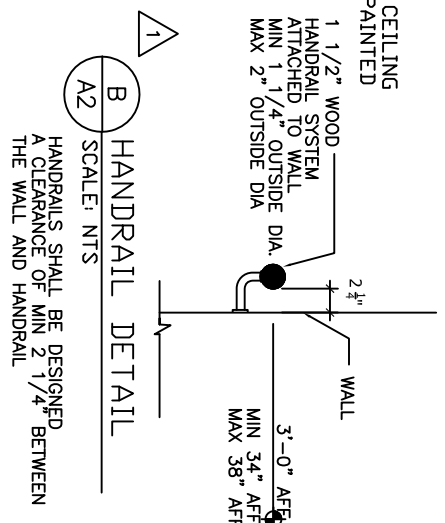 CEILING
PAINTED
1 1/2" WOOD
HANDRAIL SYSTEM
ATTACHED TO WALL
MIN 1 1/4" OUTSIDE DIA.
MAX 2" OUTSIDE DIA
2 1/4"
WALL
3'-0" AFF.
MIN 34" AFF
MAX 38" AFF
1
B
A2
HANDRAIL DETAIL
SCALE: NTS
HANDRAILS SHALL BE DESIGNED
A CLEARANCE OF MIN 2 1/4" BETWEEN
THE WALL AND HANDRAIL